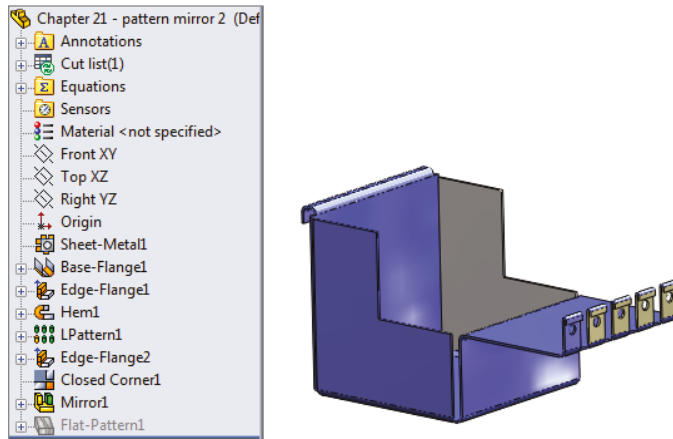 Chapter 21 - pattern mirror 2 (Def
Annotations
Cut list(1)
Equations
Sensors
Material <not specified>
Front XY
Top XZ
Right YZ
Origin
Sheet-Metal1
Base-Flange1
Edge-Flange1
Hem1
LPattern1
Edge-Flange2
Closed Corner1
Mirror1
Flat-Pattern1